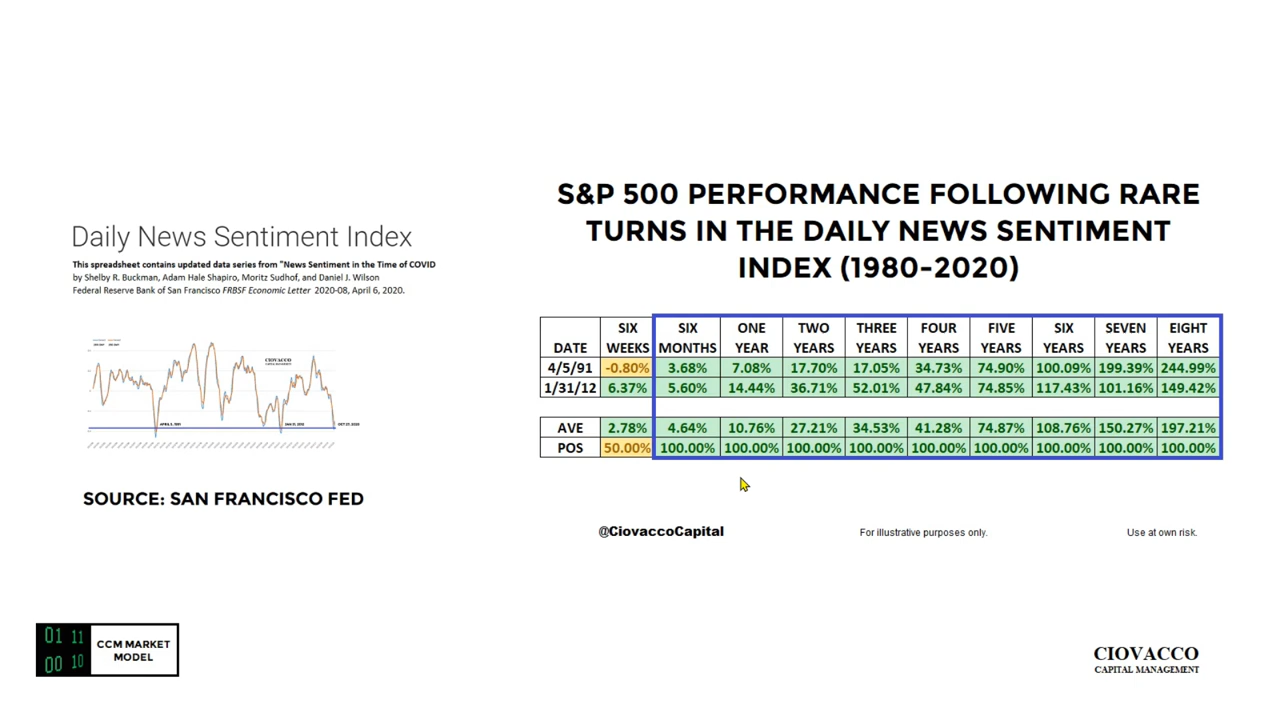 S&P 500 PERFORMANCE FOLLOWING RARE
TURNS IN THE DAILY NEWS SENTIMENT
INDEX (1980-2020)
Daily News Sentiment Index
This spreadsheet contains updated data series from "News Sentiment in the Time of COVID
by Shelby R. Buckman, Adam Hale Shapiro, Moritz Sudhof, and Daniel J. Wilson
Federal Reserve Bank of San Francisco FRBSF Economic Letter 2020-08, April 6, 2020.
CIOVACCO
SOURCE: SAN FRANCISCO FED
DATE SIX WEEKS SIX MONTHS ONE YEAR TWO YEARS THREE YEARS FOUR YEARS FIVE YEARS SIX YEARS SEVEN YEARS EIGHT YEARS
4/5/91 -0.80% 3.68% 7.08% 17.70% 17.05% 34.73% 74.90% 100.09% 199.39% 244.99%
1/31/12 6.37% 5.60% 14.44% 36.71% 52.01% 47.84% 74.85% 117.43% 101.16% 149.42%
AVE 2.78% 4.64% 10.76% 27.21% 34.53% 41.28% 74.87% 108.76% 150.27% 197.21%
POS 50.00% 100.00% 100.00% 100.00% 100.00% 100.00% 100.00% 100.00% 100.00% 100.00%
@CiovaccoCapital For illustrative purposes only. Use at own risk.
01 11
00 10
CCM MARKET
MODEL
CIOVACCO
CAPITAL MANAGEMENT